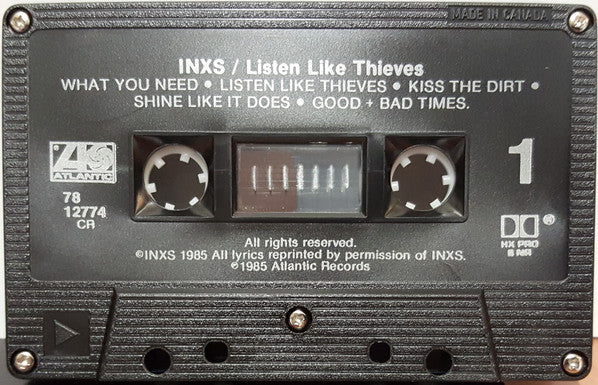 MADE IN CANADA
INXS / Listen Like Thieves
WHAT YOU NEED • LISTEN LIKE THIEVES • KISS THE DIRT •
SHINE LIKE IT DOES • GOOD + BAD TIMES.
ATLANTIC
78
12774
CR
1
HX PRO
B NR
®
All rights reserved.
©INXS 1985 All lyrics reprinted by permission of INXS.
℗1985 Atlantic Records